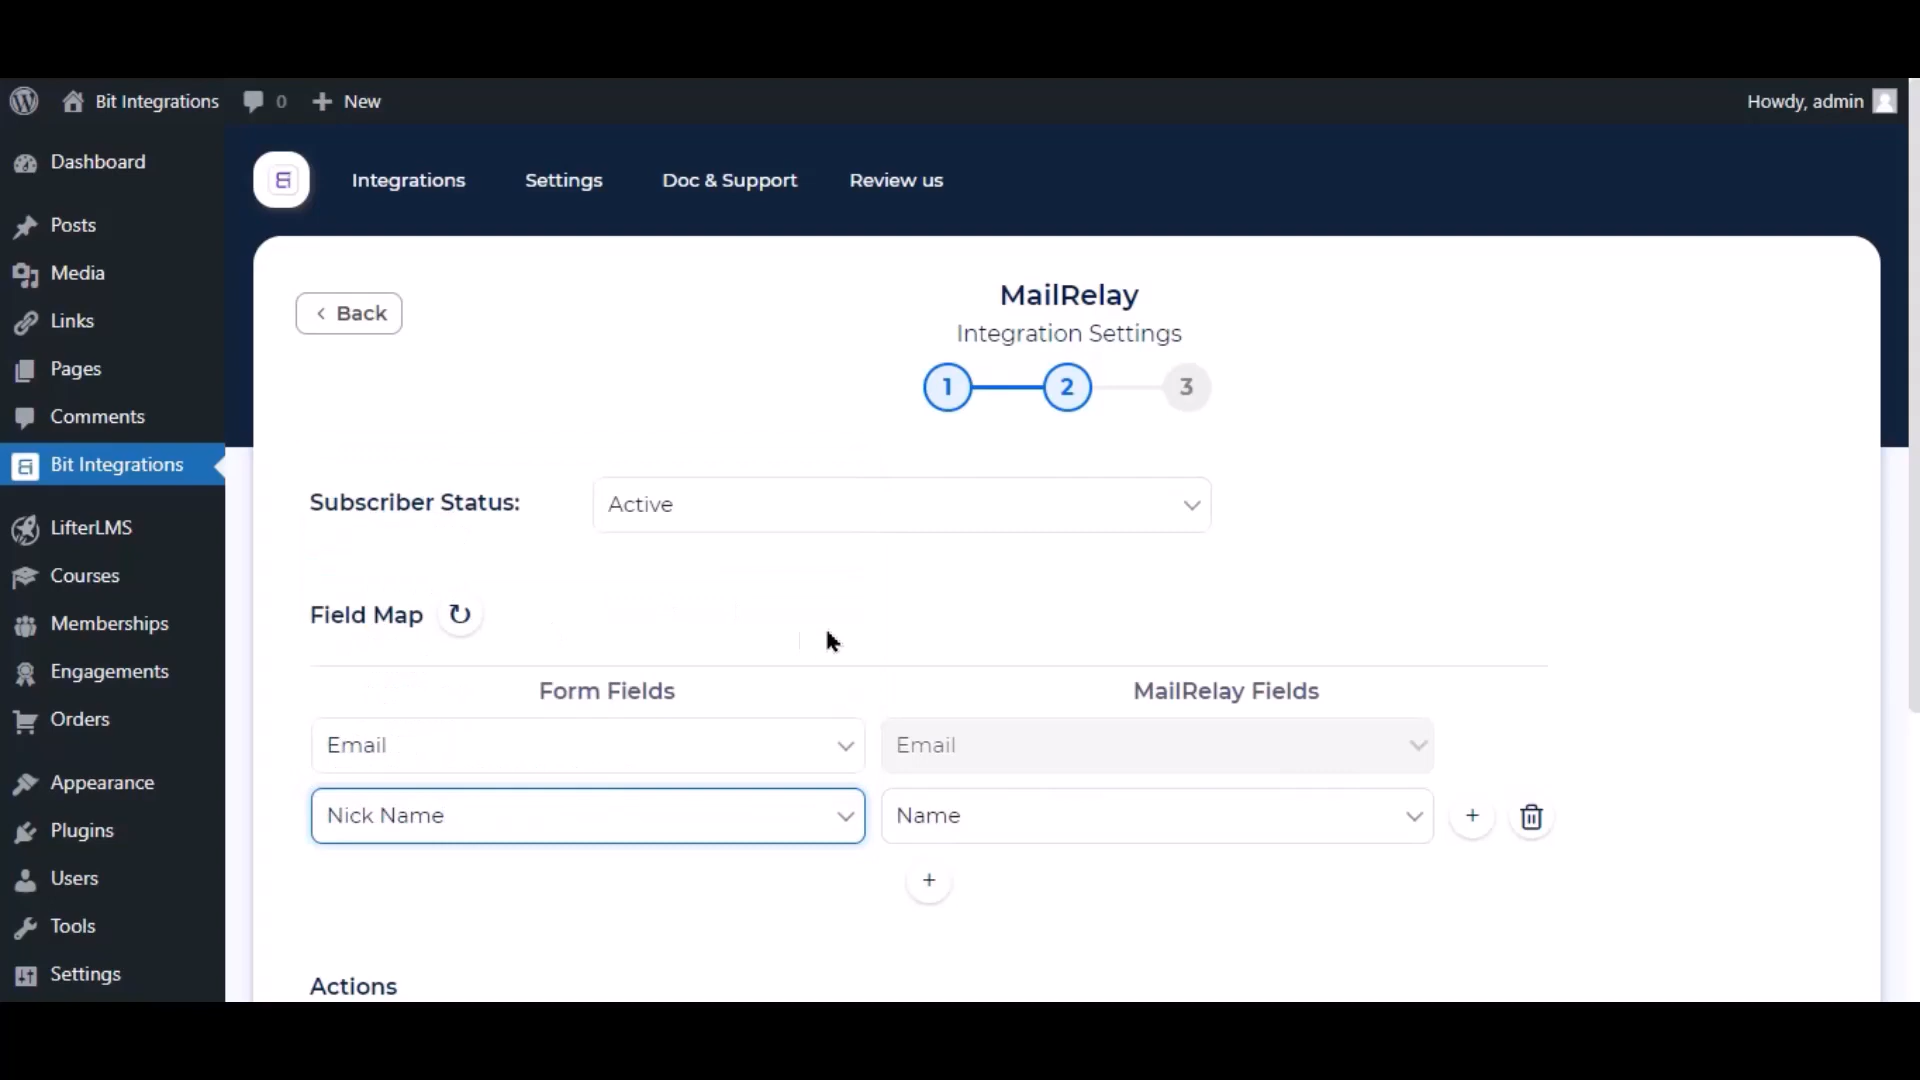 Bit Integrations
0
New
Howdy, admin
Dashboard
Posts
Media
Links
Pages
Comments
Bit Integrations
LifterLMS
Courses
Memberships
Engagements
Orders
Appearance
Plugins
Users
Tools
Settings
Integrations
Settings
Doc & Support
Review us
Back
MailRelay
Integration Settings
1
2
3
Subscriber Status:
Active
Field Map
Form Fields
MailRelay Fields
Email
Email
Nick Name
Name
+
+
Actions